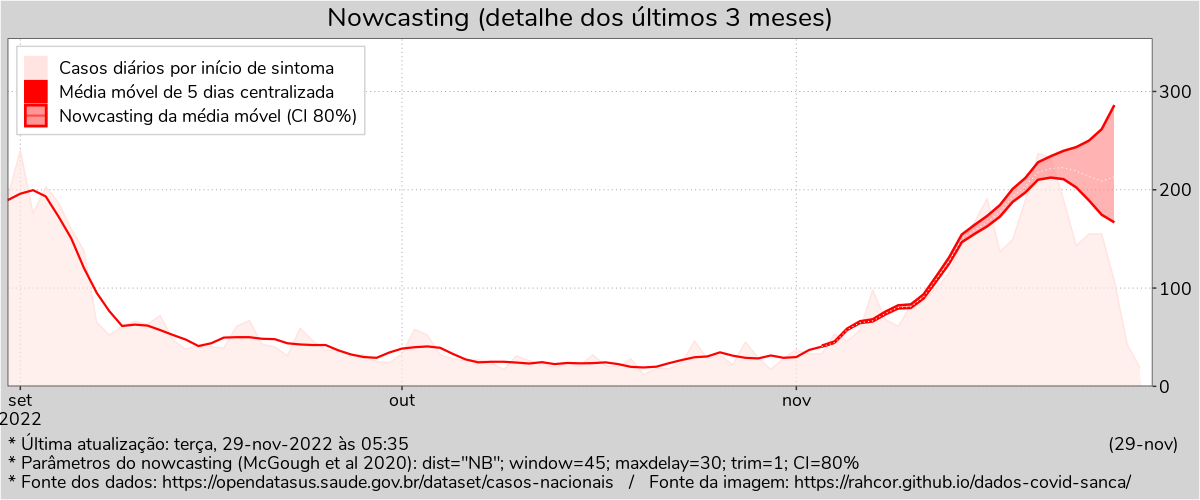 Nowcasting (detalhe dos últimos 3 meses)
Casos diários por início de sintoma
Média móvel de 5 dias centralizada
Nowcasting da média móvel (CI 80%)
300
200
100
0
set
2022
out
nov
* Última atualização: terça, 29-nov-2022 às 05:35
(29-nov)
* Parâmetros do nowcasting (McGough et al 2020): dist="NB"; window=45; maxdelay=30; trim=1; CI=80%
* Fonte dos dados: https://opendatasus.saude.gov.br/dataset/casos-nacionais / Fonte da imagem: https://rahcor.github.io/dados-covid-sanca/